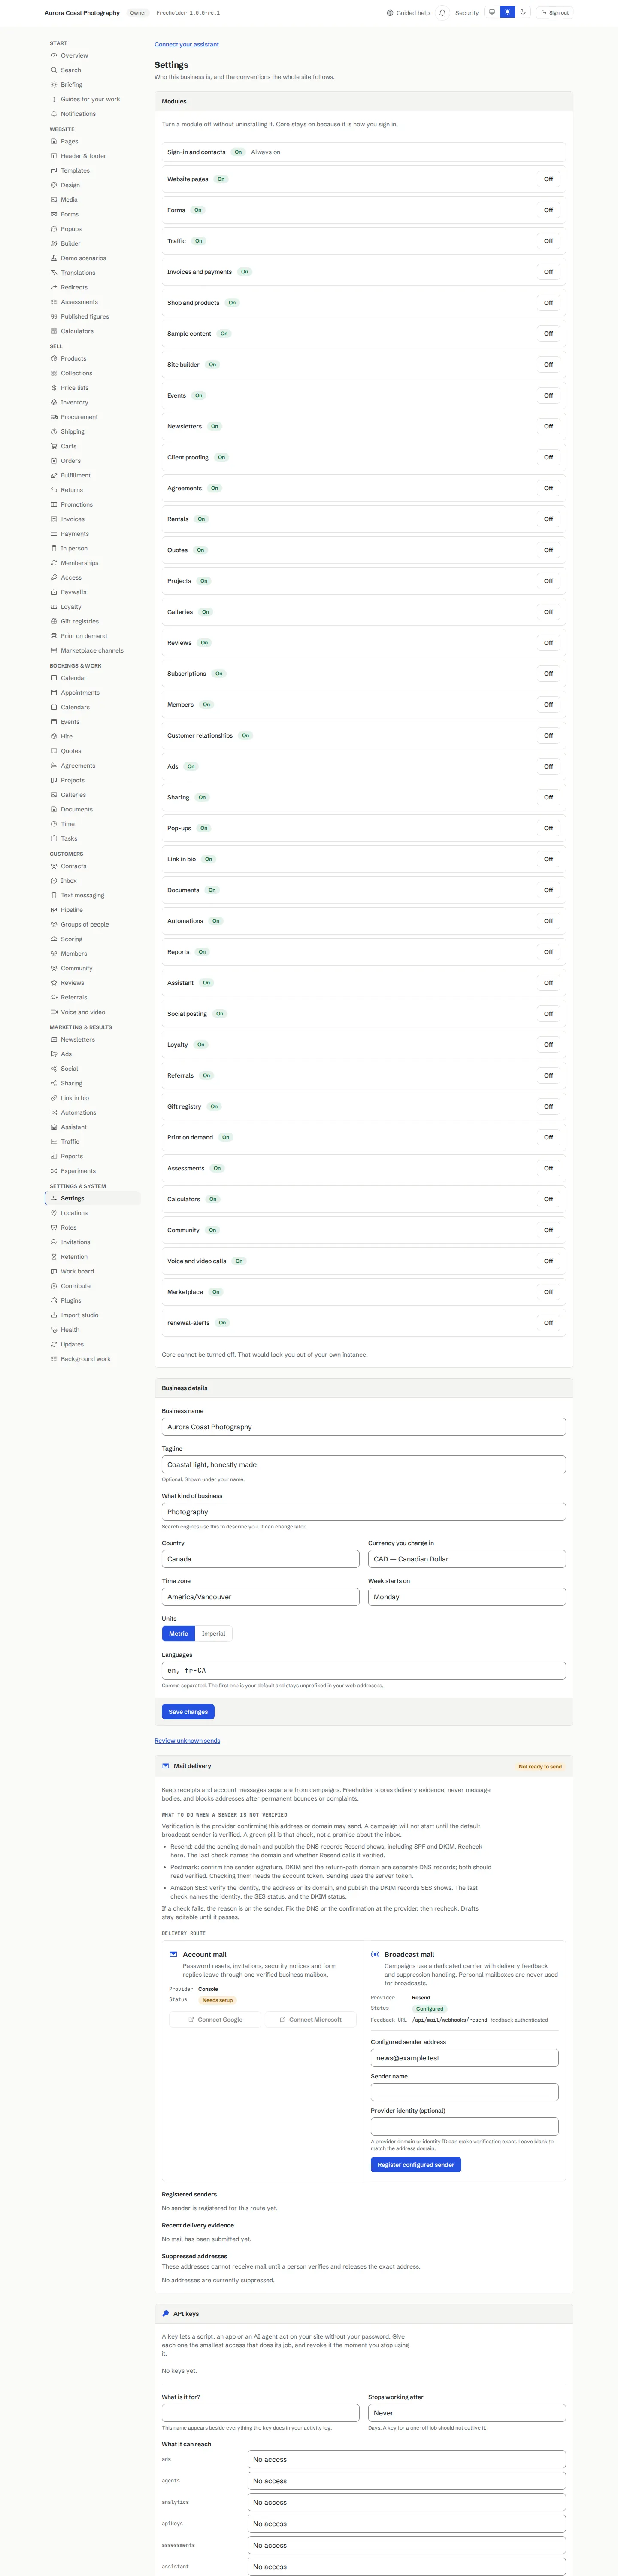 Aurora Coast Photography Owner Freeholder 1.0.0-rc.1 Guided help Security Sign out
START
Overview
Search
Briefing
Guides for your work
Notifications
WEBSITE
Pages
Header & footer
Templates
Design
Media
Forms
Popups
Builder
Demo scenarios
Translations
Redirects
Assessments
Published figures
Calculators
SELL
Products
Collections
Price lists
Inventory
Procurement
Shipping
Carts
Orders
Fulfillment
Returns
Promotions
Invoices
Payments
In person
Memberships
Access
Paywalls
Loyalty
Gift registries
Print on demand
Marketplace channels
BOOKINGS & WORK
Calendar
Appointments
Calendars
Events
Hire
Quotes
Agreements
Projects
Galleries
Documents
Time
Tasks
CUSTOMERS
Contacts
Inbox
Text messaging
Pipeline
Groups of people
Scoring
Members
Community
Reviews
Referrals
Voice and video
MARKETING & RESULTS
Newsletters
Ads
Social
Sharing
Link in bio
Automations
Assistant
Traffic
Reports
Experiments
SETTINGS & SYSTEM
Settings
Locations
Roles
Invitations
Retention
Work board
Contribute
Plugins
Import studio
Health
Updates
Background work
Connect your assistant
Settings
Who this business is, and the conventions the whole site follows.
Modules
Turn a module off without uninstalling it. Core stays on because it is how you sign in.
Sign-in and contacts On Always on
Website pages On Off
Forms On Off
Traffic On Off
Invoices and payments On Off
Shop and products On Off
Sample content On Off
Site builder On Off
Events On Off
Newsletters On Off
Client proofing On Off
Agreements On Off
Rentals On Off
Quotes On Off
Projects On Off
Galleries On Off
Reviews On Off
Subscriptions On Off
Members On Off
Customer relationships On Off
Ads On Off
Sharing On Off
Pop-ups On Off
Link in bio On Off
Documents On Off
Automations On Off
Reports On Off
Assistant On Off
Social posting On Off
Loyalty On Off
Referrals On Off
Gift registry On Off
Print on demand On Off
Assessments On Off
Calculators On Off
Community On Off
Voice and video calls On Off
Marketplace On Off
renewal-alerts On Off
Core cannot be turned off. That would lock you out of your own instance.
Business details
Business name
Aurora Coast Photography
Tagline
Coastal light, honestly made
Optional. Shown under your name.
What kind of business
Photography
Search engines use this to describe you. It can change later.
Country Currency you charge in
Canada CAD — Canadian Dollar
Time zone Week starts on
America/Vancouver Monday
Units
Metric Imperial
Languages
en, fr-CA
Comma separated. The first one is your default and stays unprefixed in your web addresses.
Save changes
Review unknown sends
Mail delivery Not ready to send
Keep receipts and account messages separate from campaigns. Freeholder stores delivery evidence, never message
bodies, and blocks addresses after permanent bounces or complaints.
WHAT TO DO WHEN A SENDER IS NOT VERIFIED
Verification is the provider confirming this address or domain may send. A campaign will not start until the default
broadcast sender is verified. A green pill is that check, not a promise about the inbox.
• Resend: add the sending domain and publish the DNS records Resend shows, including SPF and DKIM. Recheck
here. The last check names the domain and whether Resend calls it verified.
• Postmark: confirm the sender signature. DKIM and the return-path domain are separate DNS records; both should
read verified. Checking them needs the account token. Sending uses the server token.
• Amazon SES: verify the identity, the address or its domain, and publish the DKIM records SES shows. The last
check names the identity, the SES status, and the DKIM status.
If a check fails, the reason is on the sender. Fix the DNS or the confirmation at the provider, then recheck. Drafts
stay editable until it passes.
DELIVERY ROUTE
Account mail
Password resets, invitations, security notices and form
replies leave through one verified business mailbox.
Provider Console
Status Needs setup
Connect Google Connect Microsoft
Broadcast mail
Campaigns use a dedicated carrier with delivery feedback
and suppression handling. Personal mailboxes are never used
for broadcasts.
Provider Resend
Status Configured
Feedback URL /api/mail/webhooks/resend feedback authenticated
Configured sender address
news@example.test
Sender name
Provider identity (optional)
A provider domain or identity ID can make verification exact. Leave blank to
match the address domain.
Register configured sender
Registered senders
No sender is registered for this route yet.
Recent delivery evidence
No mail has been submitted yet.
Suppressed addresses
These addresses cannot receive mail until a person verifies and releases the exact address.
No addresses are currently suppressed.
API keys
A key lets a script, an app or an AI agent act on your site without your password. Give
each one the smallest access that does its job, and revoke it the moment you stop using
it.
No keys yet.
What is it for? Stops working after
Never
This name appears beside everything the key does in your activity log. Days. A key for a one-off job should not outlive it.
What it can reach
ads No access
agents No access
analytics No access
apikeys No access
assessments No access
assistant No access